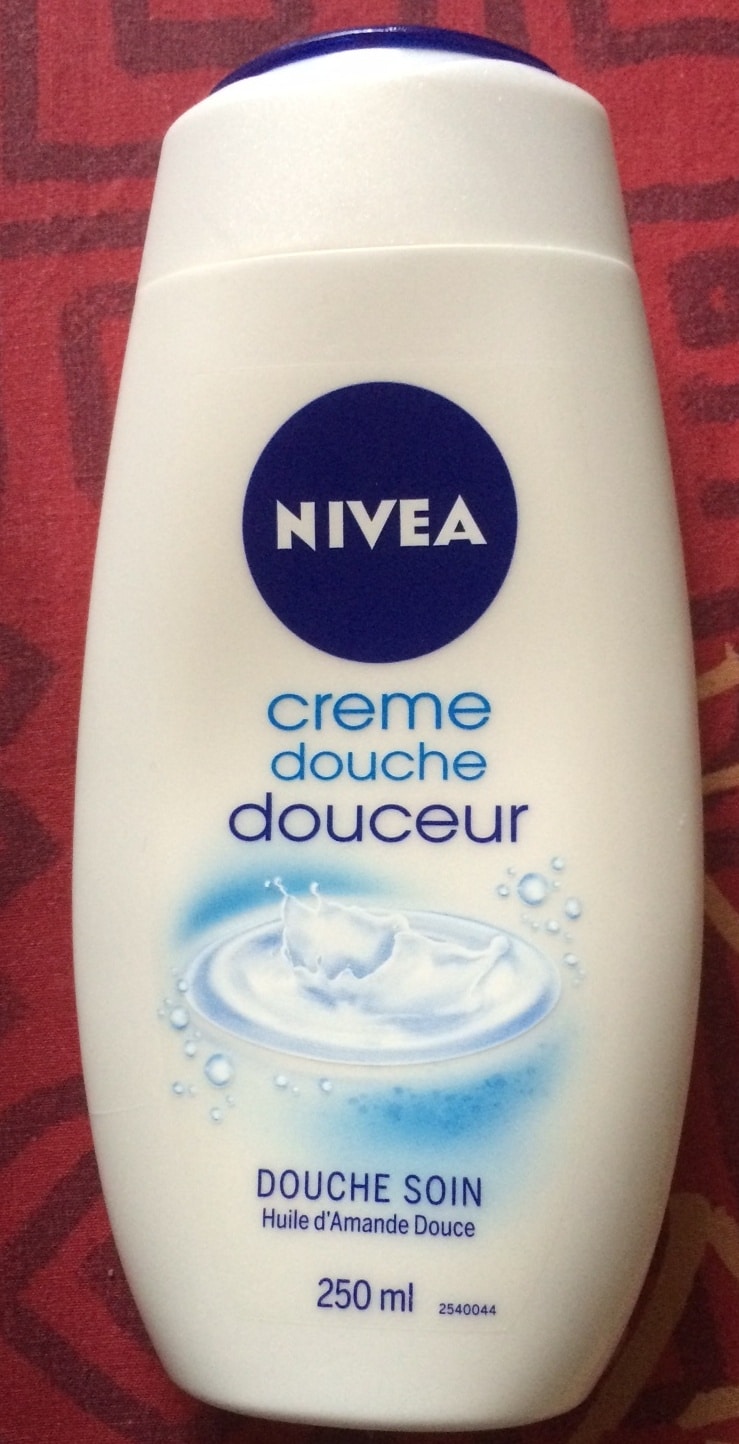 NIVEA
creme
douche
douceur
DOUCHE SOIN
Huile d'Amande Douce
250 ml 2540044